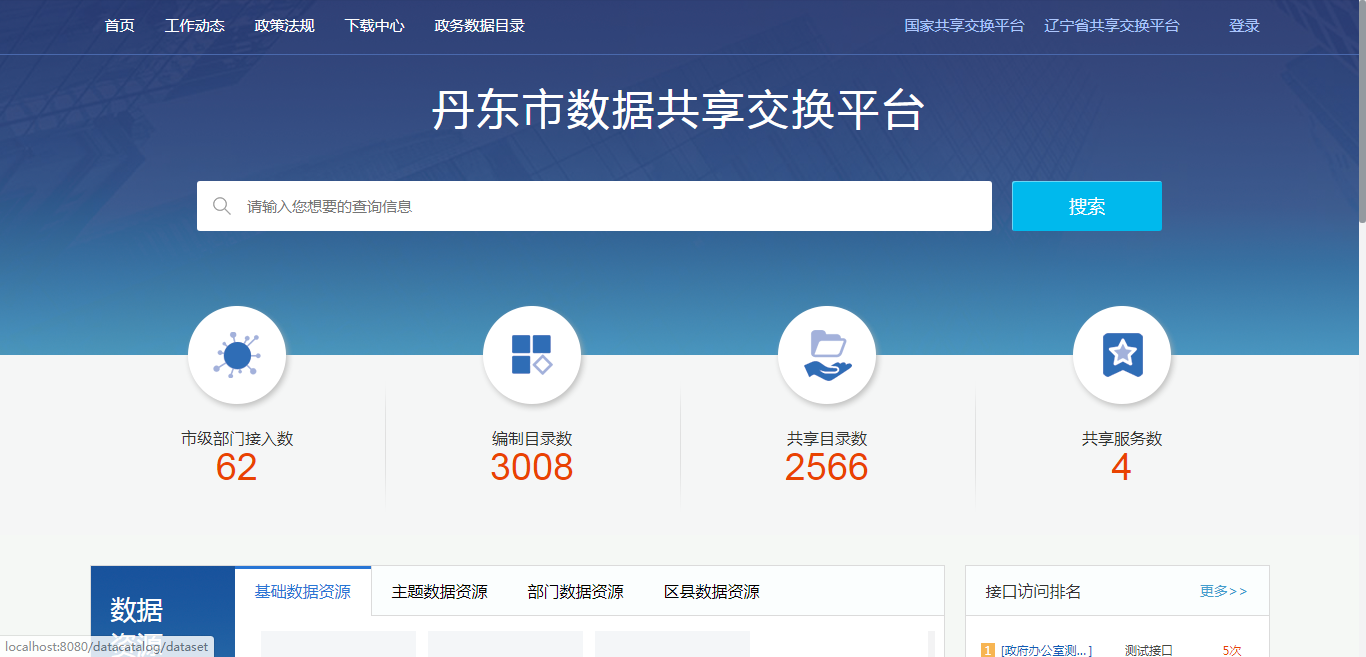 首页 工作动态 政策法规 下载中心 政务数据目录 国家共享交换平台 辽宁省共享交换平台 登录
丹东市数据共享交换平台
请输入您想要的查询信息 搜索
市级部门接入数 编制目录数 共享目录数 共享服务数
62 3008 2566 4
数据
资源
基础数据资源 主题数据资源 部门数据资源 区县数据资源
接口访问排名 更多>>
1 [政府办公室测...] 测试接口 5次
localhost:8080/datacatalog/dataset